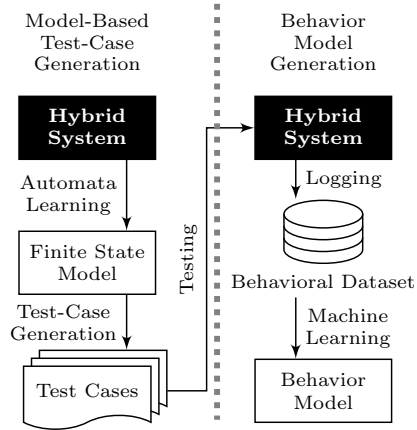 Model-Based
Test-Case
Generation
Hybrid
System
Automata
Learning
Finite State
Model
Test-Case
Generation
Test Cases
Testing
Behavior
Model
Generation
Hybrid
System
Logging
Behavioral Dataset
Machine
Learning
Behavior
Model